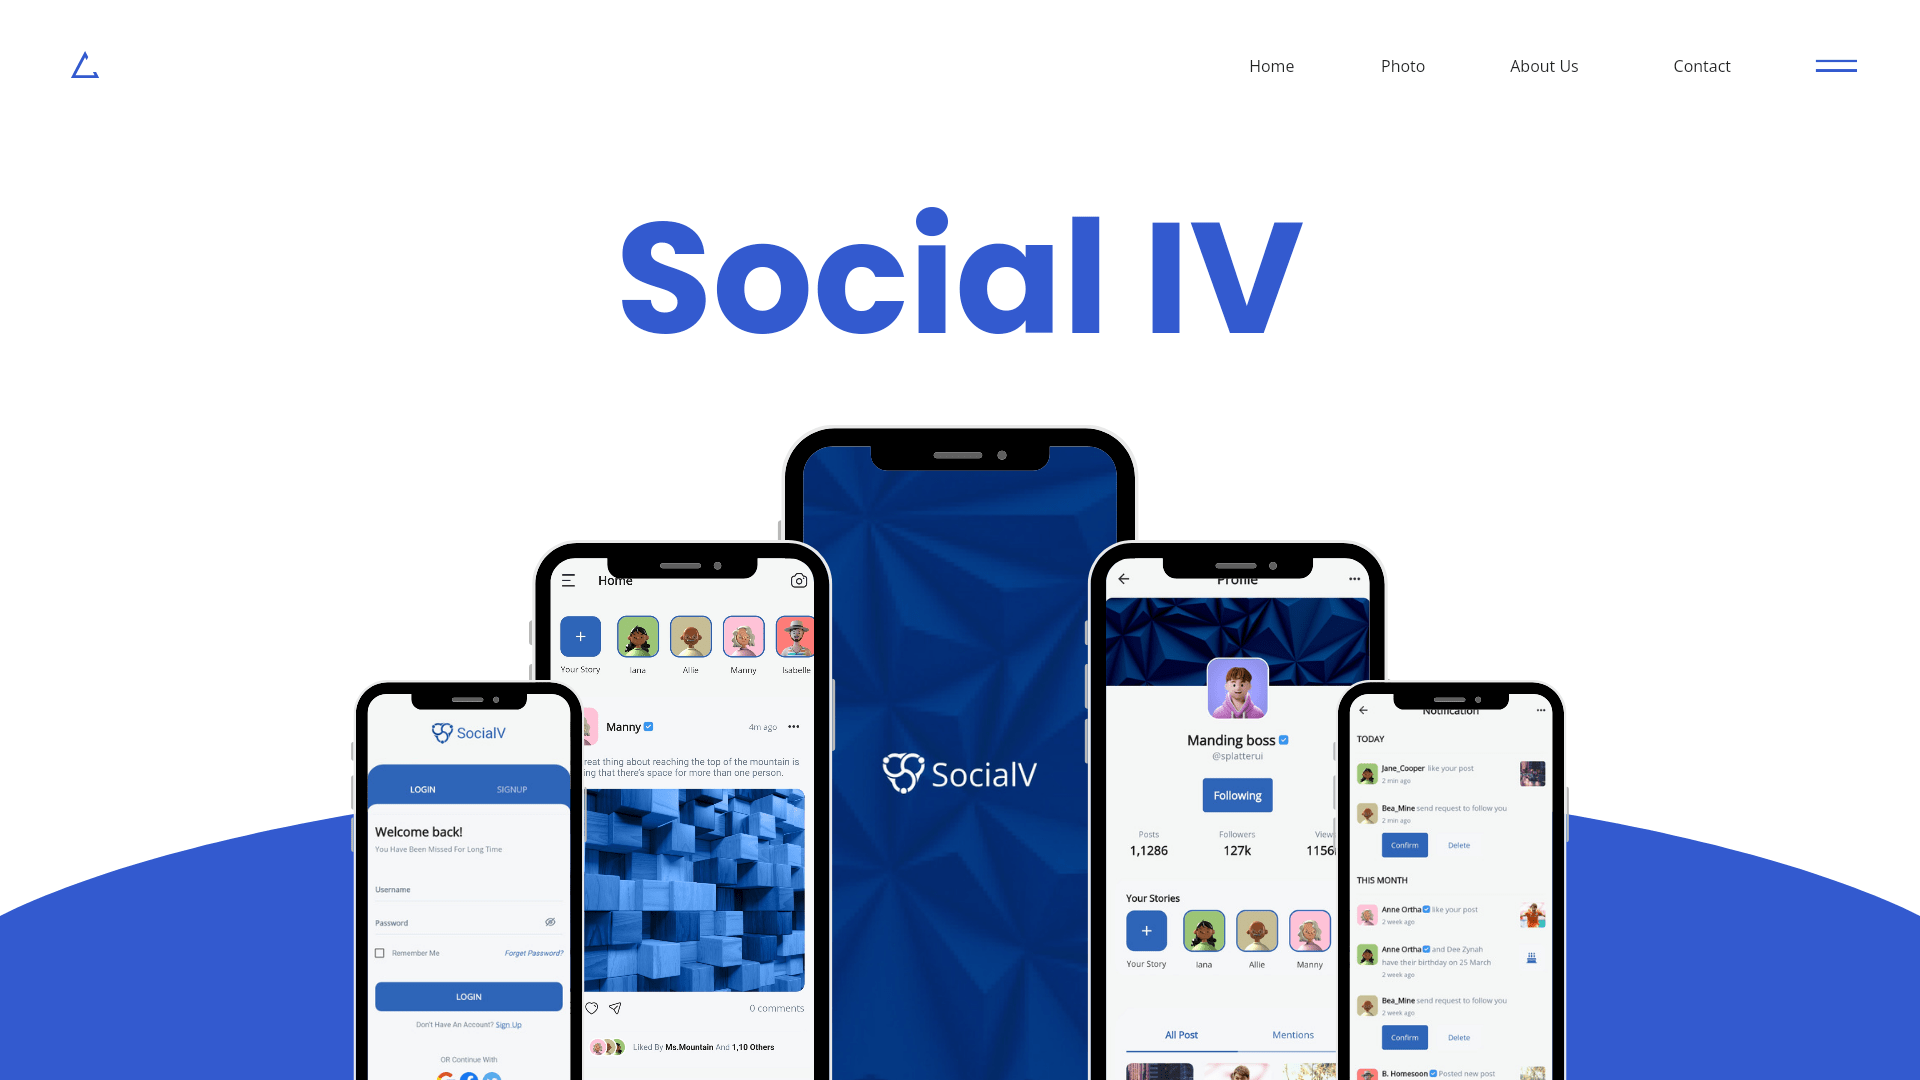 Home Photo About Us Contact
Social IV
SocialV
Home
Your Story Iana Allie Manny Isabelle
Manny 4m ago
reat thing about reaching the top of the mountain is
ing that there's space for more than one person.
0 comments
Liked By Ms.Mountain And 1,10 Others
SocialV
LOGIN SIGNUP
Welcome back!
You Have Been Missed For Long Time
Username
Password
Remember Me Forget Password?
LOGIN
Don't Have An Account? Sign Up
OR Continue With
Profile
Manding boss
@splatterui
Following
Posts Followers View
1,1286 127k 1156
Your Stories
Your Story Iana Allie Manny
All Post Mentions
Notification
TODAY
Jane_Cooper like your post
2 min ago
Bea_Mine send request to follow you
2 min ago
Confirm Delete
THIS MONTH
Anne Ortha like your post
2 week ago
Anne Ortha and Dee Zynah
have their birthday on 25 March
2 week ago
Bea_Mine send request to follow you
2 week ago
Confirm Delete
B. Homesoon Posted new post